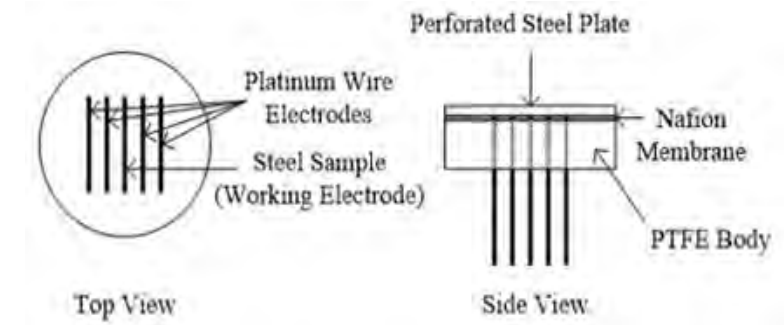 Perforated Steel Plate
Platinum Wire
Electrodes
Steel Sample
(Working Electrode)
Nafion
Membrane
PTFE Body
Top View
Side View